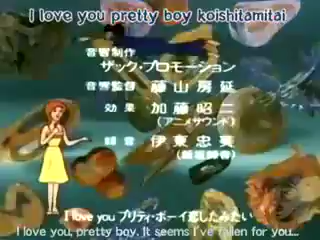 I love you pretty boy koishitamitai
音響制作
ザック・プロモーション
音響監督 藤山房延
効果 加藤昭二
(アニメサウンド)
録音 伊東忠美
I love you プリティ・ボーイ恋したみたい
I love you, pretty boy. It seems I've fallen for you...